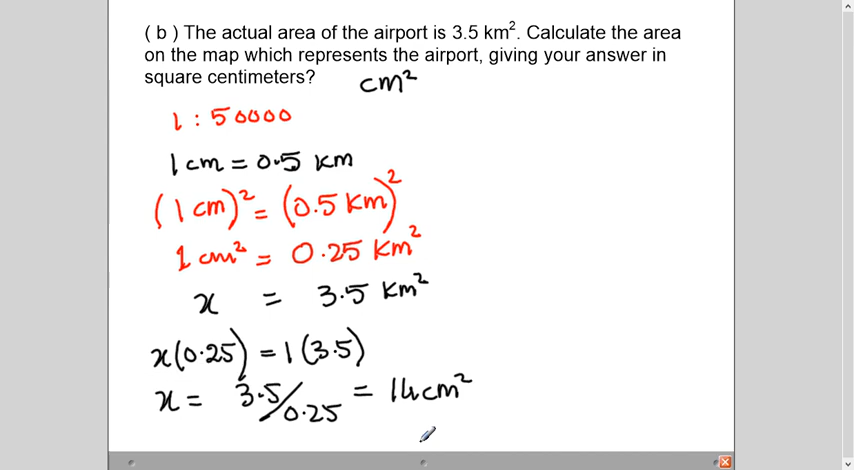 ( b ) The actual area of the airport is 3.5 km². Calculate the area
on the map which represents the airport, giving your answer in
square centimeters?
cm²
1 : 50000
1 cm = 0.5 km
(1 cm)² = (0.5 km)²
1 cm² = 0.25 km²
x = 3.5 km²
x(0.25) = 1 (3.5)
x = 3.5/0.25 = 14 cm²